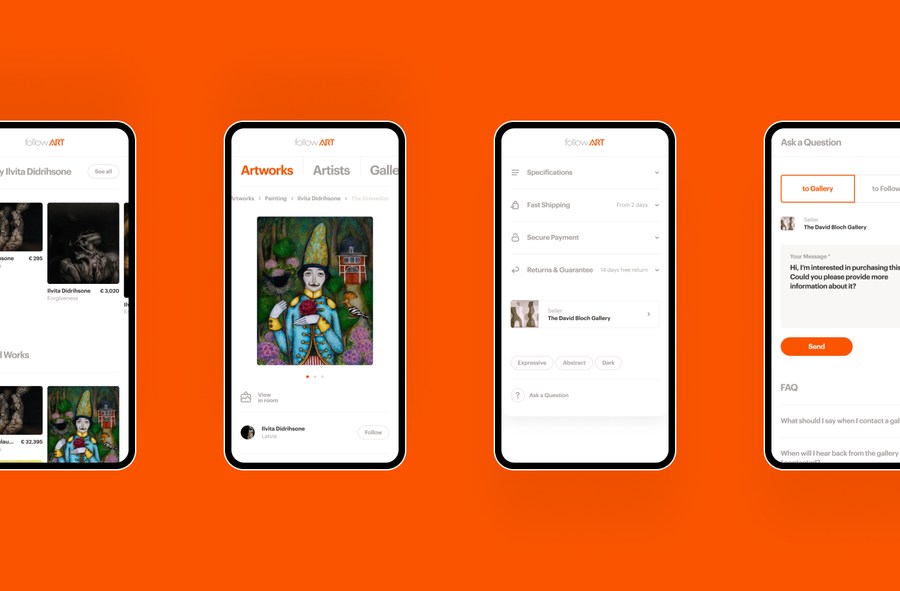 followART
y Ilvita Didrihsone
See all
sone
€ 295
Ilvita Didrihsone
€ 3,020
Forgiveness
l Works
lau...
€ 32,395
followART
Artworks
Artists
Galle
rtworks > Painting > Ilvita Didrihsone >
View
in room
Ilvita Didrihsone
Latvia
Follow
followART
Specifications
Fast Shipping
From 2 days
Secure Payment
Returns & Guarantee
14 days free return
Seller
The David Bloch Gallery
Expressive
Abstract
Dark
? Ask a Question
Ask a Question
to Gallery
to Follow
Seller
The David Bloch Gallery
Your Message *
Hi, I'm interested in purchasing this
Could you please provide more
information about it?
Send
FAQ
What should I say when I contact a gal
When will I hear back from the gallery